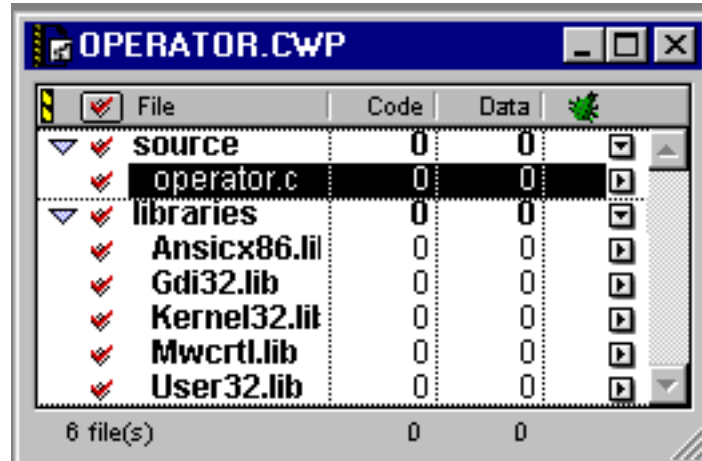 OPERATOR.CWP
File Code Data
source 0 0
operator.c 0 0
libraries 0 0
Ansicx86.lil 0 0
Gdi32.lib 0 0
Kernel32.lib 0 0
Mwcrtl.lib 0 0
User32.lib 0 0
6 file(s) 0 0